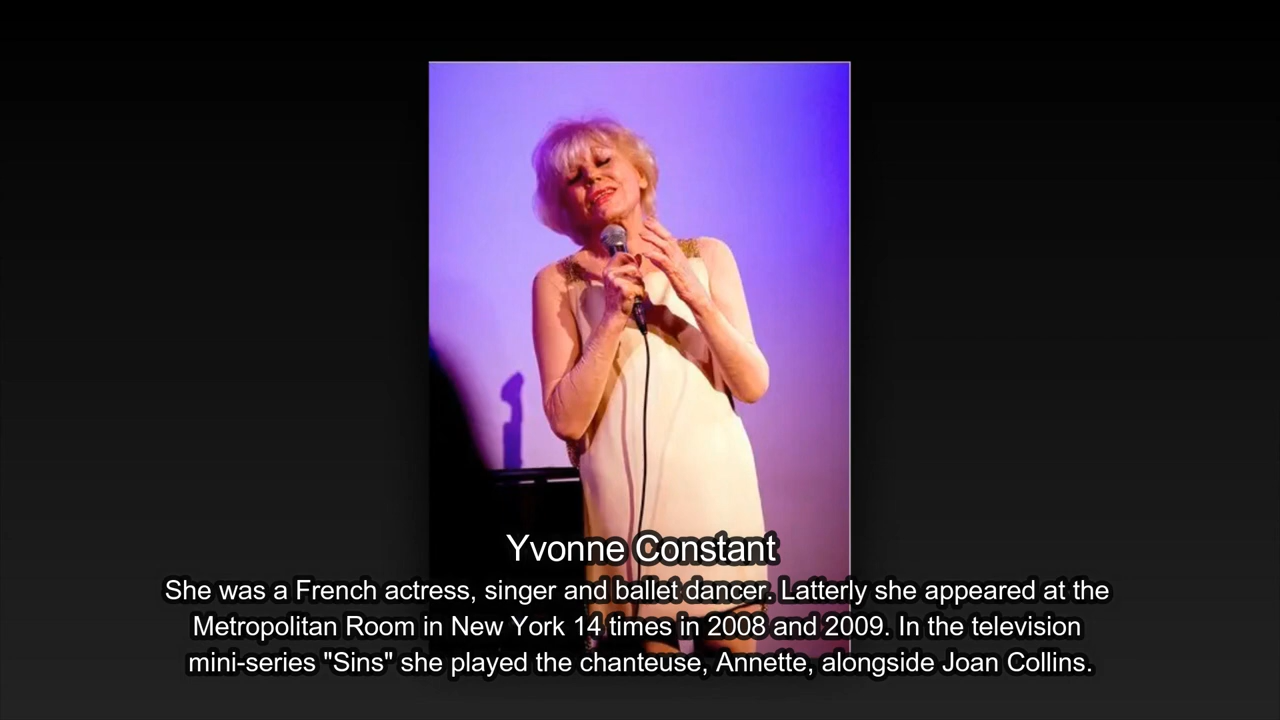 Yvonne Constant
She was a French actress, singer and ballet dancer. Latterly she appeared at the
Metropolitan Room in New York 14 times in 2008 and 2009. In the television
mini-series "Sins" she played the chanteuse, Annette, alongside Joan Collins.